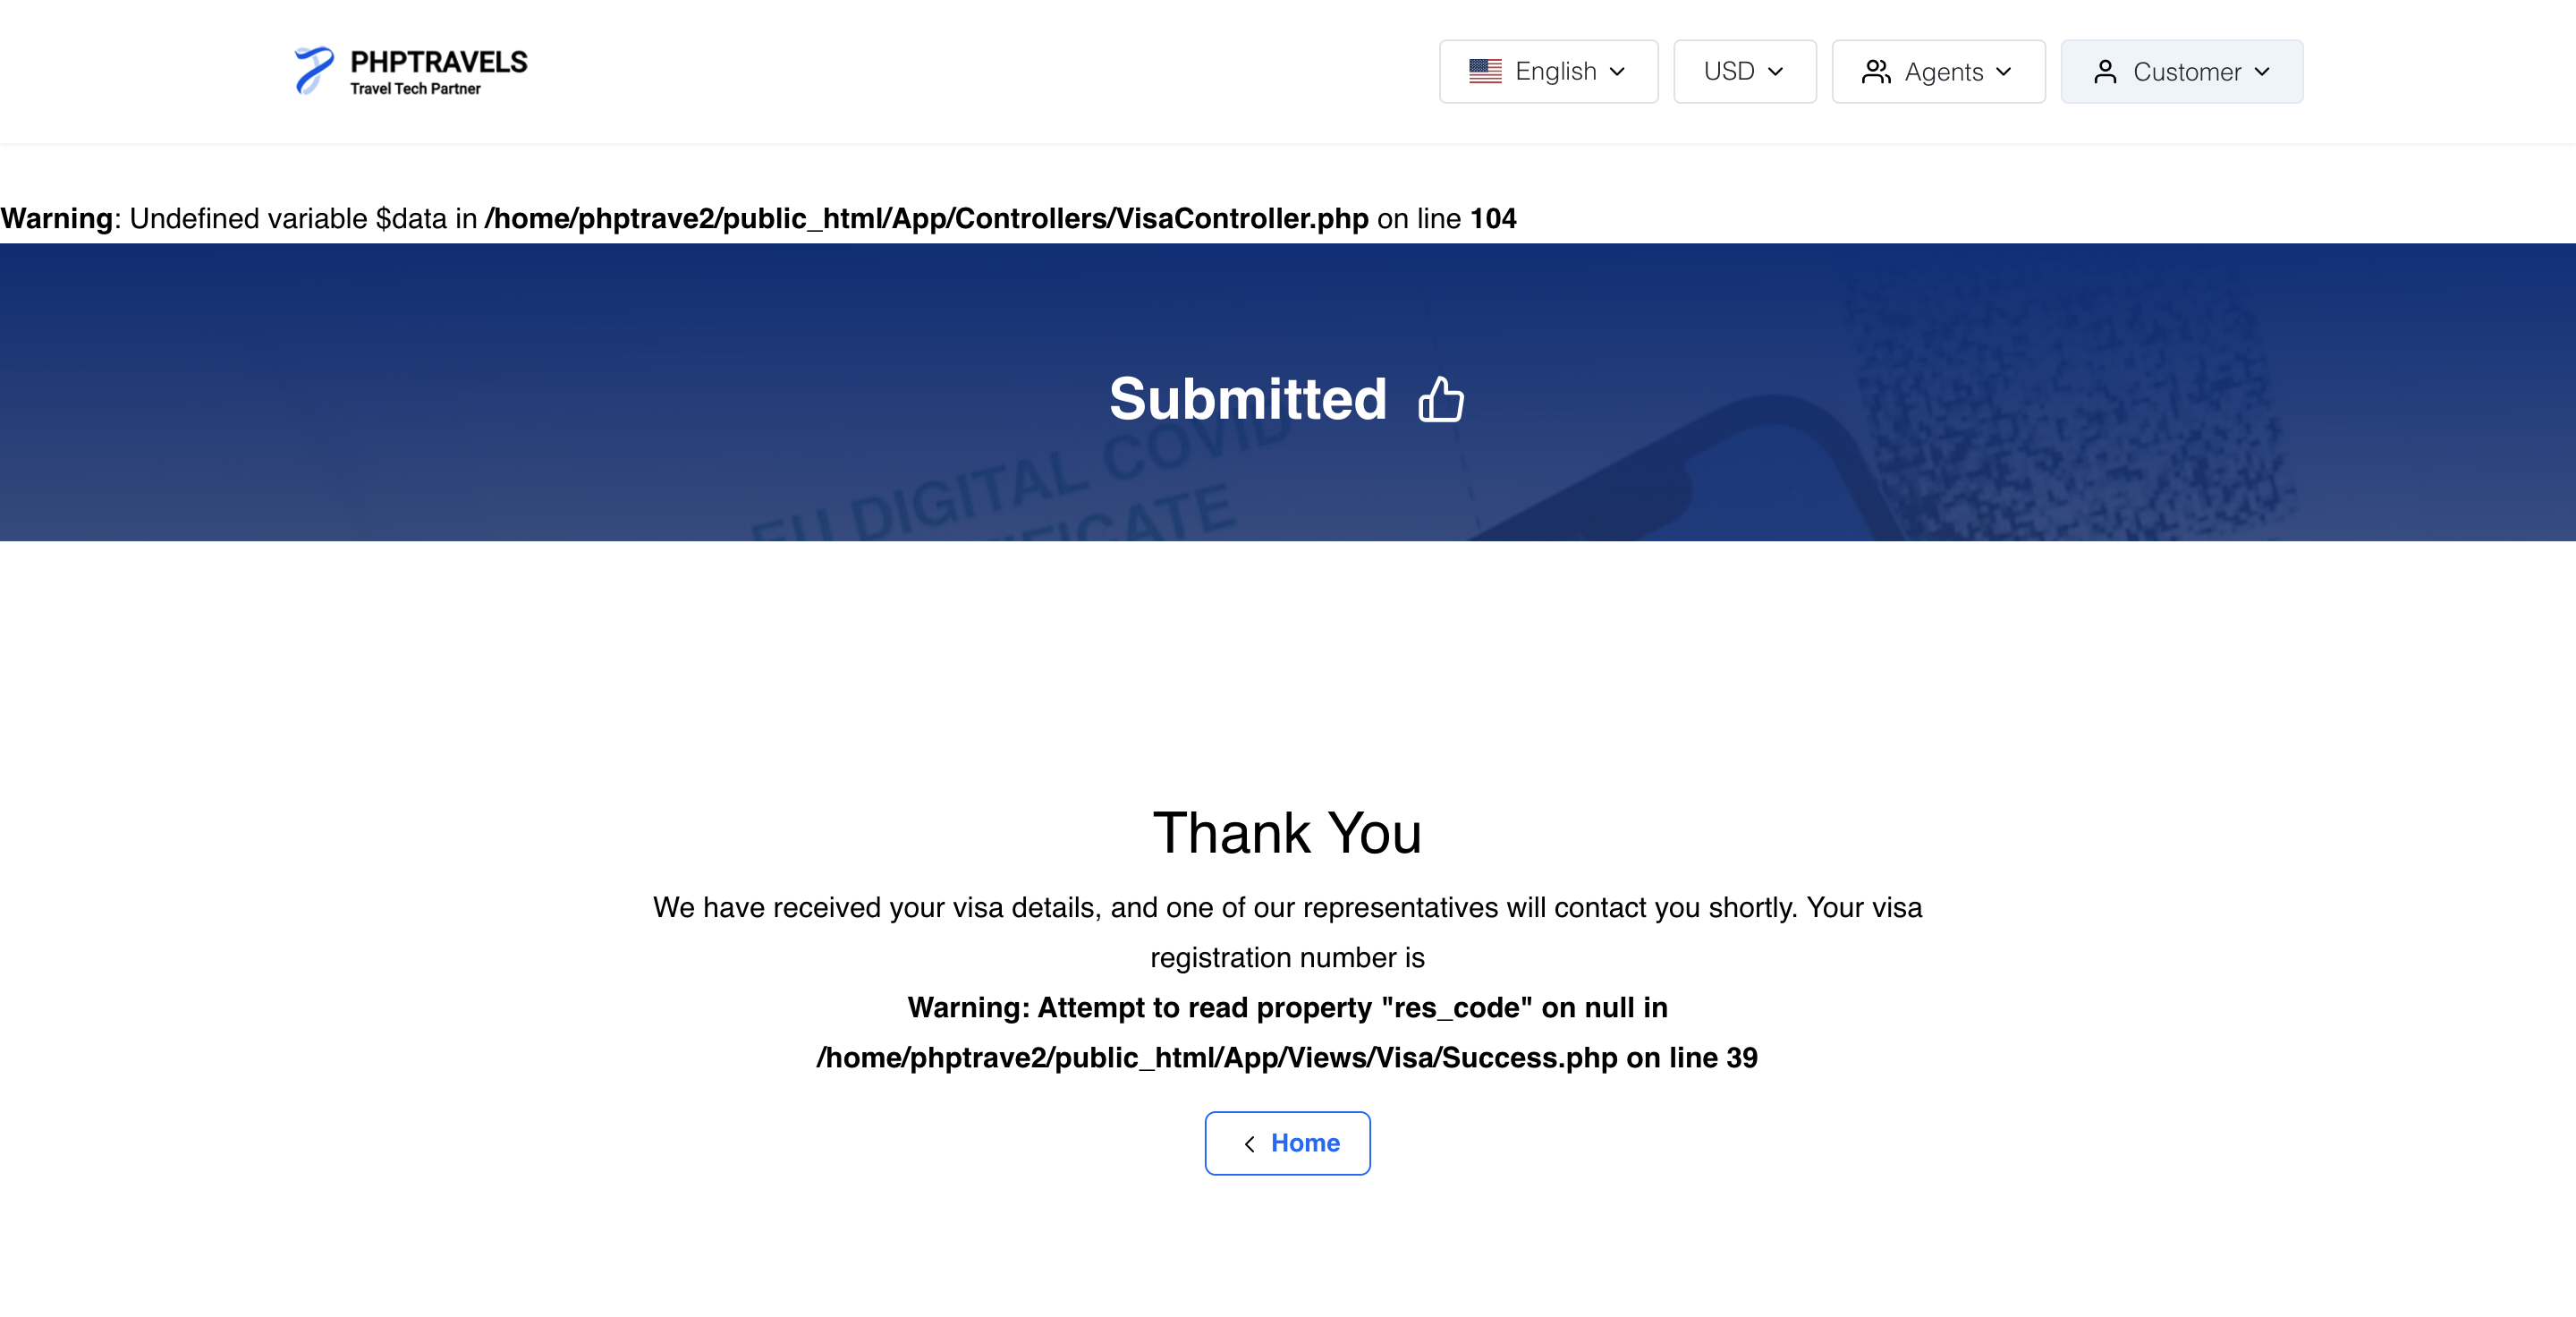 PHPTRAVELS
Travel Tech Partner
English
USD
Agents
Customer
Warning: Undefined variable $data in /home/phptrave2/public_html/App/Controllers/VisaController.php on line 104
Submitted
EU DIGITAL COVID
Thank You
We have received your visa details, and one of our representatives will contact you shortly. Your visa
registration number is
Warning: Attempt to read property "res_code" on null in
/home/phptrave2/public_html/App/Views/Visa/Success.php on line 39
Home